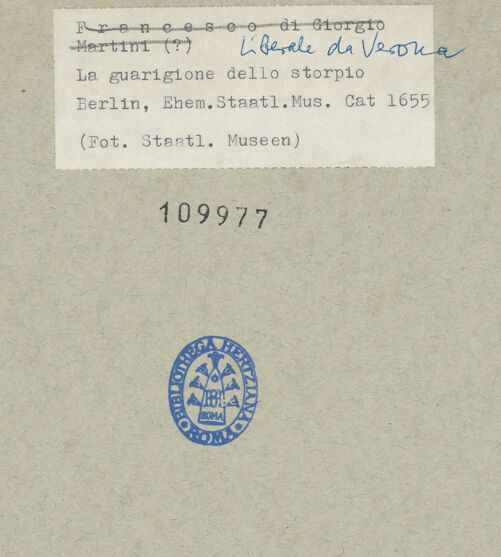 Francesco di Giorgio
Martini (?) Liberale da Verona
La guarigione dello storpio
Berlin, Ehem.Staatl.Mus. Cat 1655
(Fot. Staatl. Museen)
109977
BIBLIOTHECA HERTZIANA
ROMA
ROMA